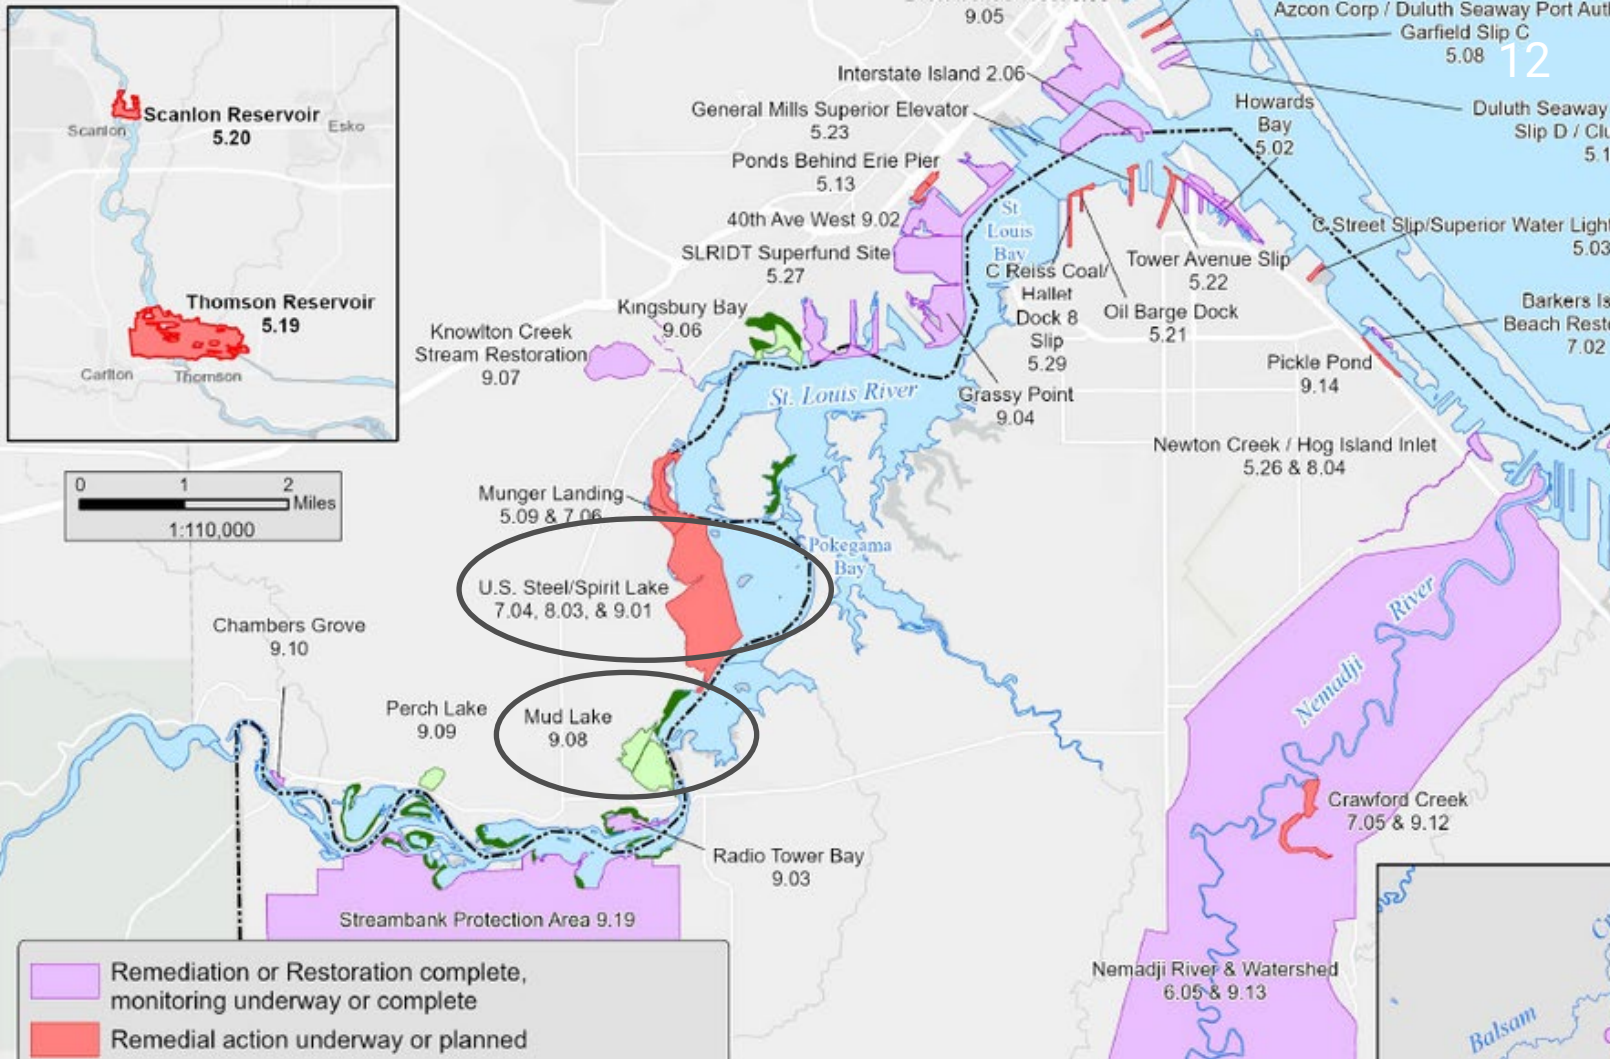 9.05
Azcon Corp / Duluth Seaway Port
Garfield Slip C
5.08
12
Interstate Island 2.06
General Mills Superior Elevator
5.23
Howards
Bay
5.02
Duluth Seaway
Slip D /
Ponds Behind Erie Pier
5.13
40th Ave West 9.02
SLRIDT Superfund Site
5.27
St
Louis
Bay
C Street Slip/Superior Water Light
5.03
C Reiss Coal/
Hallet
Dock 8
Slip
5.29
Tower Avenue Slip
5.22
Oil Barge Dock
5.21
Barkers
Beach
7.02
Kingsbury Bay
9.06
Knowlton Creek
Stream Restoration
9.07
Pickle Pond
9.14
St. Louis River
Grassy Point
9.04
Newton Creek / Hog Island Inlet
5.26 & 8.04
Scanlon Reservoir
5.20
Scanlon
Esko
Thomson Reservoir
5.19
Carlton
Thomson
0 1 2
Miles
1:110,000
Munger Landing
5.09 & 7.06
Pokegama
Bay
U.S. Steel/Spirit Lake
7.04, 8.03, & 9.01
Chambers Grove
9.10
Perch Lake
9.09
Mud Lake
9.08
River
Nemadji
Crawford Creek
7.05 & 9.12
Radio Tower Bay
9.03
Streambank Protection Area 9.19
Nemadji River & Watershed
6.05 & 9.13
Balsam
Remediation or Restoration complete,
monitoring underway or complete
Remedial action underway or planned